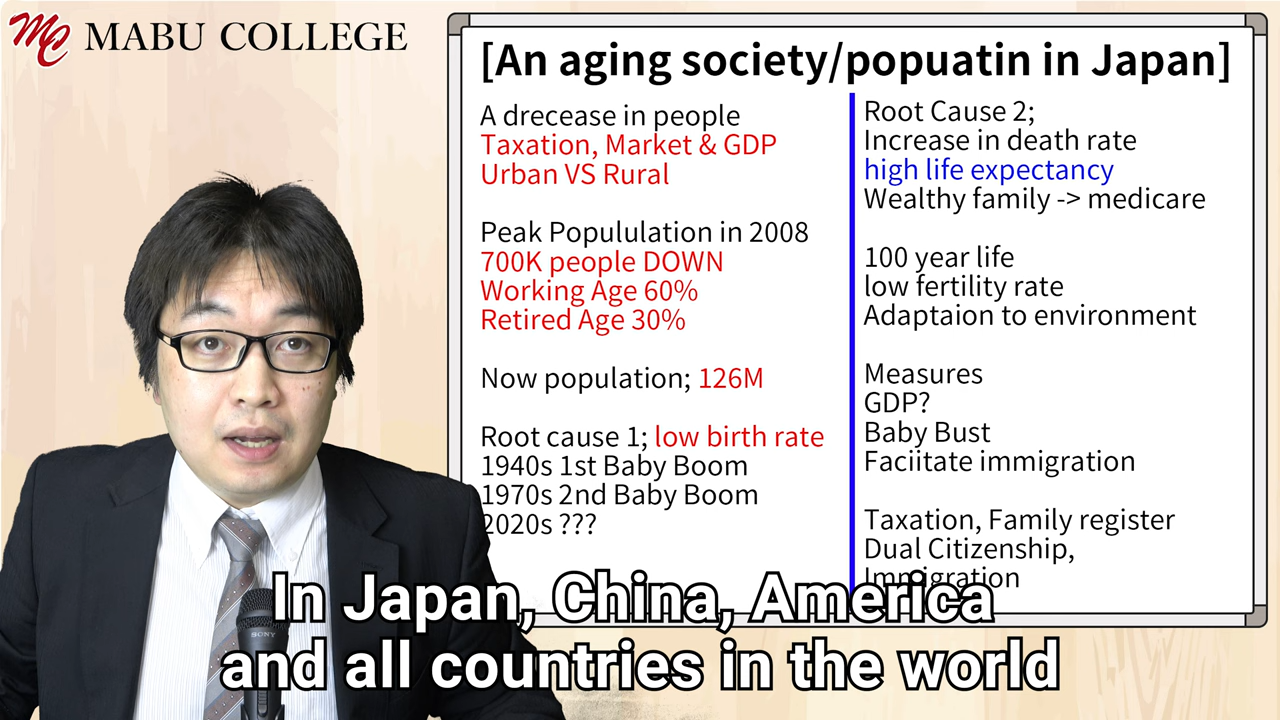 MC MABU COLLEGE
[An aging society/popuatin in Japan]
A drecease in people
Taxation, Market & GDP
Urban VS Rural
Peak Popululation in 2008
700K people DOWN
Working Age 60%
Retired Age 30%
Now population; 126M
Root cause 1; low birth rate
1940s 1st Baby Boom
1970s 2nd Baby Boom
2020s ???
Root Cause 2;
Increase in death rate
high life expectancy
Wealthy family -> medicare
100 year life
low fertility rate
Adaptaion to environment
Measures
GDP?
Baby Bust
Faciitate immigration
Taxation, Family register
Dual Citizenship,
Immigration
SONY
In Japan, China, America
and all countries in the world